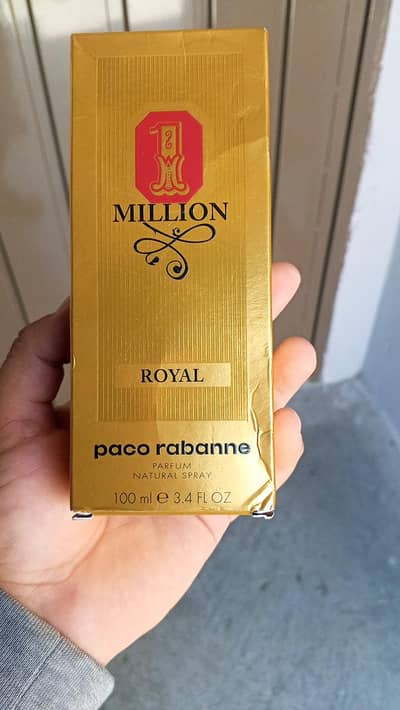 1
MILLION
ROYAL
paco rabanne
PARFUM
NATURAL SPRAY
100 ml e 3.4 FL OZ